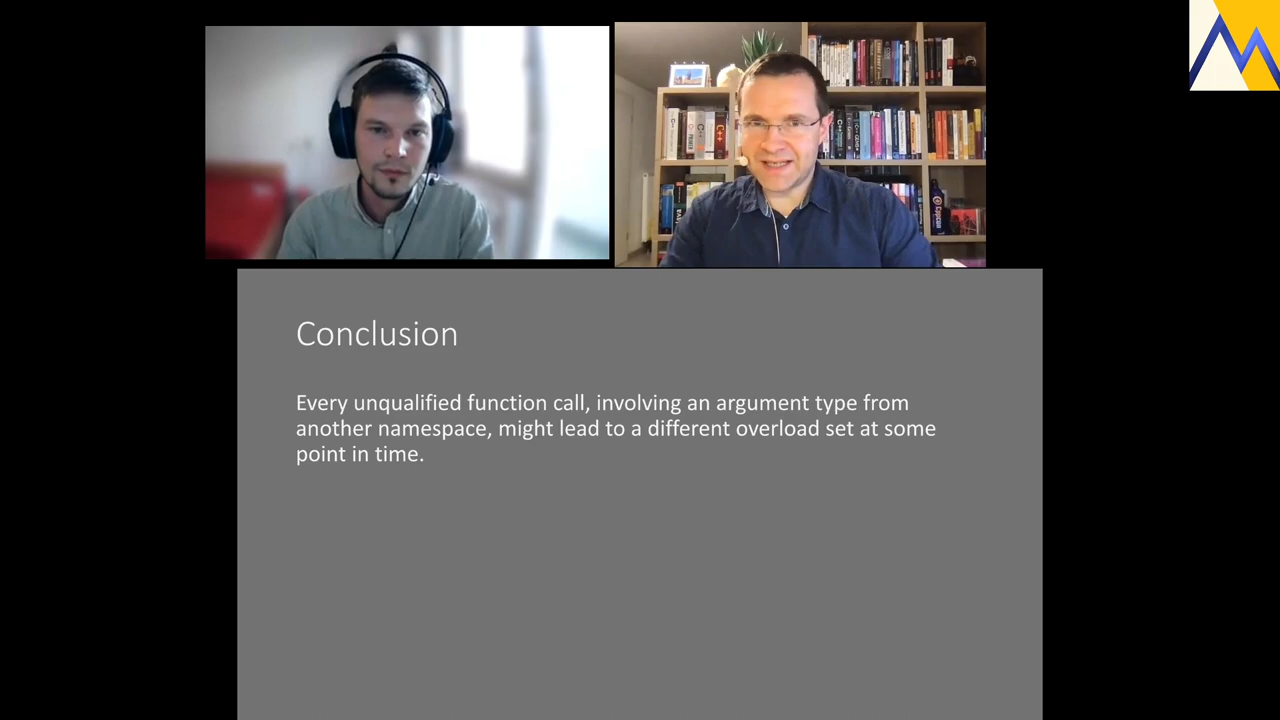 Conclusion
Every unqualified function call, involving an argument type from
another namespace, might lead to a different overload set at some
point in time.